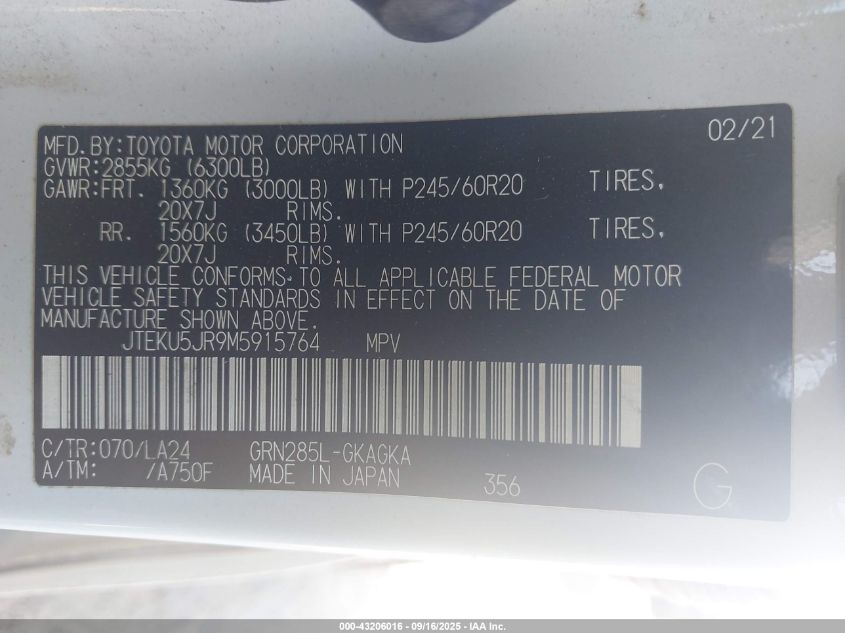 MFD.BY:TOYOTA MOTOR CORPORATION 02/21
GVWR:2855KG (6300LB)
GAWR:FRT. 1360KG (3000LB) WITH P245/60R20 TIRES,
20X7J RIMS.
RR. 1560KG (3450LB) WITH P245/60R20 TIRES,
20X7J RIMS.
THIS VEHICLE CONFORMS TO ALL APPLICABLE FEDERAL MOTOR
VEHICLE SAFETY STANDARDS IN EFFECT ON THE DATE OF
MANUFACTURE SHOWN ABOVE.
JTEKU5JR9M5915764 MPV
C/TR:070/LA24 GRN285L-GKAGKA
A/TM: /A750F MADE IN JAPAN 356 G
000-43206016 - 09/16/2025 - IAA Inc.